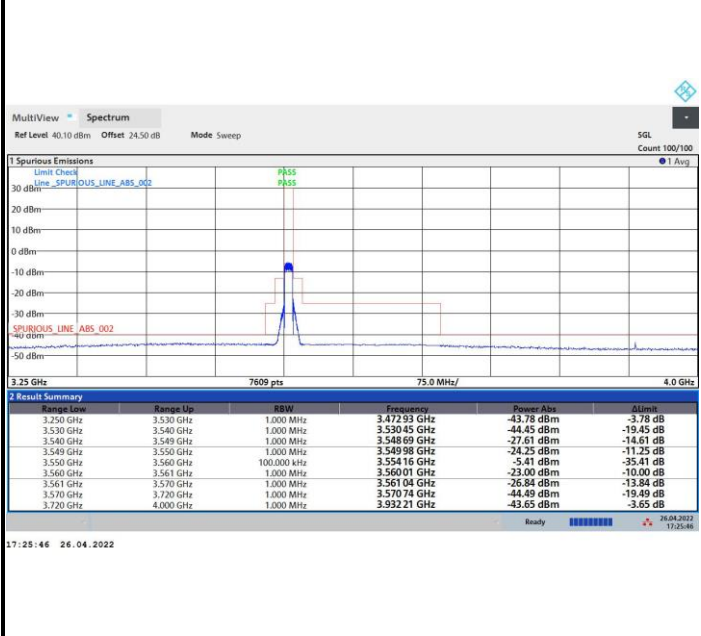 MultiView Spectrum
Ref Level 40.10 dBm Offset 24.50 dB Mode Sweep SGL
Count 100/100
1 Spurious Emissions 1 Avg
Limit Check PASS
Line _SPURIOUS_LINE_ABS_002 PASS
30 dBm
20 dBm
10 dBm
0 dBm
-10 dBm
-20 dBm
-30 dBm
SPURIOUS_LINE_ABS_002
-40 dBm
-50 dBm
3.25 GHz 7609 pts 75.0 MHz/ 4.0 GHz
2 Result Summary
Range Low Range Up RBW Frequency Power Abs ΔLimit
3.250 GHz 3.530 GHz 1.000 MHz 3.472 93 GHz -43.78 dBm -3.78 dB
3.530 GHz 3.540 GHz 1.000 MHz 3.530 45 GHz -44.45 dBm -19.45 dB
3.540 GHz 3.549 GHz 1.000 MHz 3.548 69 GHz -27.61 dBm -14.61 dB
3.549 GHz 3.550 GHz 1.000 MHz 3.549 98 GHz -24.25 dBm -11.25 dB
3.550 GHz 3.560 GHz 100.000 kHz 3.554 16 GHz -5.41 dBm -35.41 dB
3.560 GHz 3.561 GHz 1.000 MHz 3.560 01 GHz -23.00 dBm -10.00 dB
3.561 GHz 3.570 GHz 1.000 MHz 3.561 04 GHz -26.84 dBm -13.84 dB
3.570 GHz 3.720 GHz 1.000 MHz 3.570 74 GHz -44.49 dBm -19.49 dB
3.720 GHz 4.000 GHz 1.000 MHz 3.932 21 GHz -43.65 dBm -3.65 dB
Ready 26.04.2022
17:25:46
17:25:46 26.04.2022